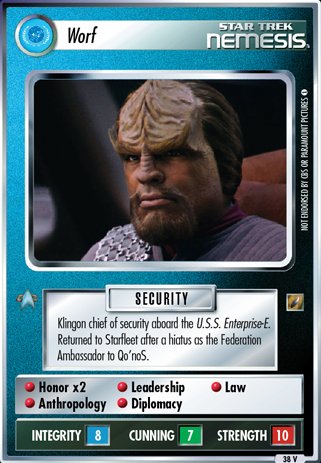 Worf
STAR TREK
NEMESIS
NOT ENDORSED BY CBS OR PARAMOUNT PICTURES
SECURITY
Klingon chief of security aboard the U.S.S. Enterprise-E.
Returned to Starfleet after a hiatus as the Federation
Ambassador to Qo'noS.
Honor x2 Leadership Law
Anthropology Diplomacy
INTEGRITY 8 CUNNING 7 STRENGTH 10
38 V